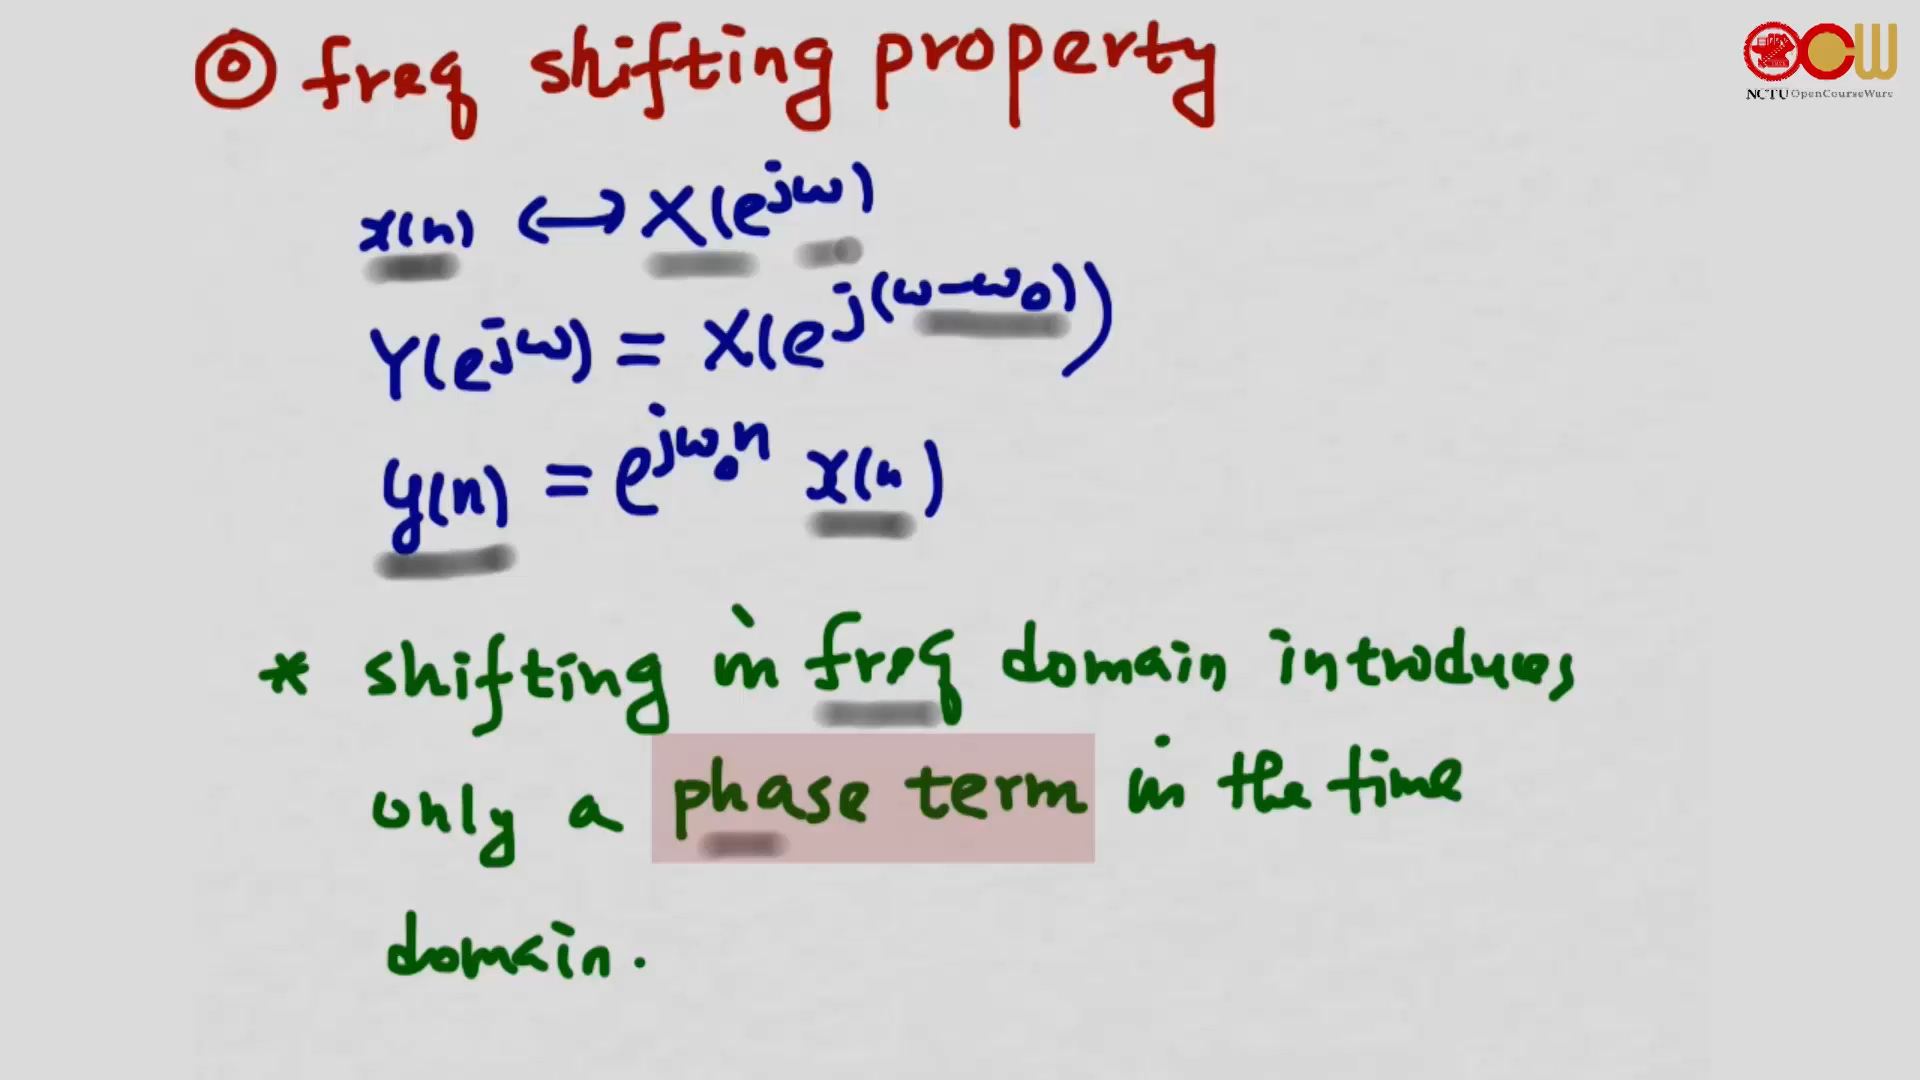 ⊙ freq shifting property
x(n) ↔ X(e^{jω})
Y(e^{jω}) = X(e^{j(ω-ω₀)})
y(n) = e^{jω₀n} x(n)
* shifting in freq domain introduces
only a phase term in the time
domain.
OCW
NCTU OpenCourseWare